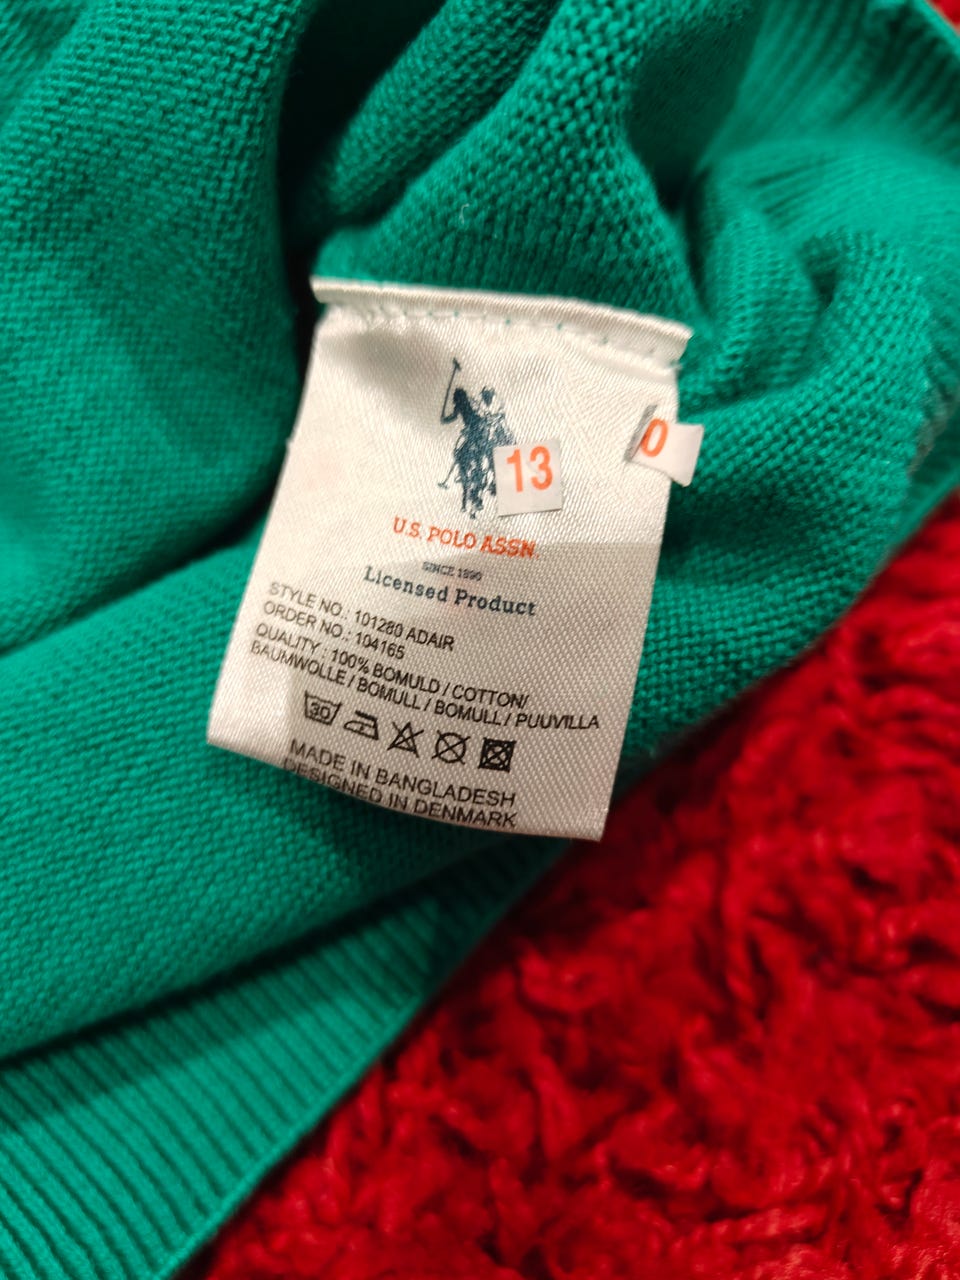 0
13
U.S. POLO ASSN
SINCE 1890
Licensed Product
STYLE NO.: 101280 ADAIR
ORDER NO.: 104165
QUALITY : 100% BOMULD / COTTON/
BAUMWOLLE / BOMULL / BOMULL / PUUVILLA
30
MADE IN BANGLADESH
DESIGNED IN DENMARK